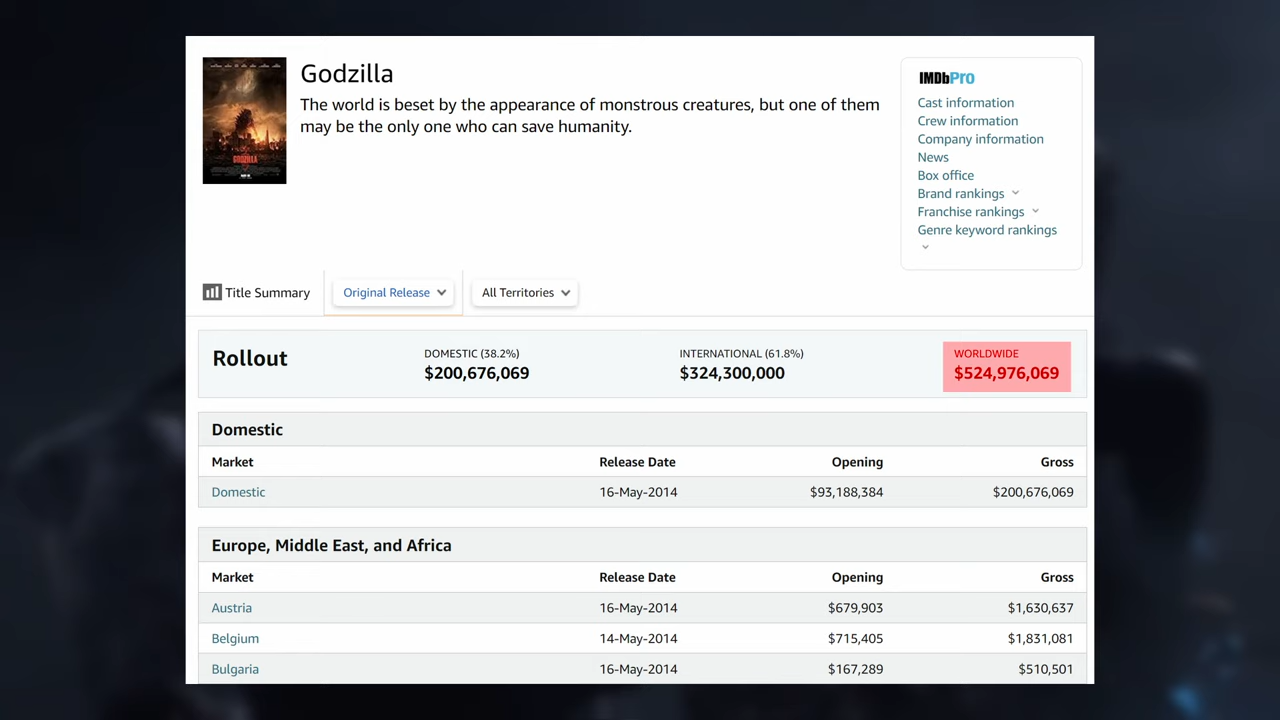 Godzilla
The world is beset by the appearance of monstrous creatures, but one of them
may be the only one who can save humanity.
IMDbPro
Cast information
Crew information
Company information
News
Box office
Brand rankings
Franchise rankings
Genre keyword rankings
GODZILLA
Title Summary
Original Release
All Territories
Rollout
DOMESTIC (38.2%)
$200,676,069
INTERNATIONAL (61.8%)
$324,300,000
WORLDWIDE
$524,976,069
Domestic
Market Release Date Opening Gross
Domestic 16-May-2014 $93,188,384 $200,676,069
Europe, Middle East, and Africa
Market Release Date Opening Gross
Austria 16-May-2014 $679,903 $1,630,637
Belgium 14-May-2014 $715,405 $1,831,081
Bulgaria 16-May-2014 $167,289 $510,501